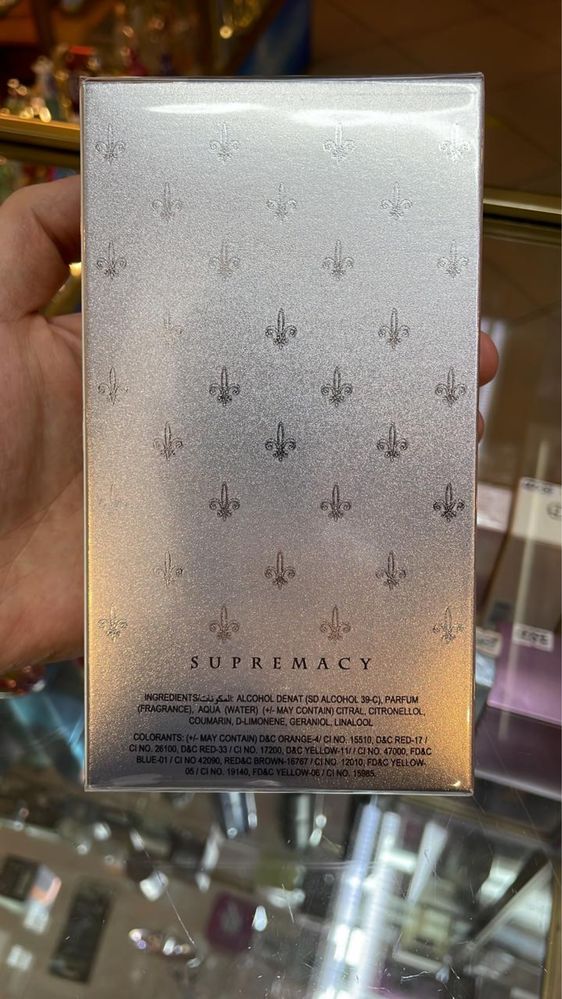 SUPREMACY
INGREDIENTS/المكونات: ALCOHOL DENAT (SD ALCOHOL 39-C), PARFUM
(FRAGRANCE), AQUA (WATER) (+/- MAY CONTAIN) CITRAL, CITRONELLOL,
COUMARIN, D-LIMONENE, GERANIOL, LINALOOL
COLORANTS: (+/- MAY CONTAIN) D&C ORANGE-4/ CI NO. 15510, D&C RED-17 /
CI NO. 26100, D&C RED-33 / CI NO. 17200, D&C YELLOW-11/ / CI NO. 47000, FD&C
BLUE-01 / CI NO 42090, RED&C BROWN-16767 / CI NO. 12010, FD&C YELLOW-
05 / CI NO. 19140, FD&C YELLOW-06 / CI NO. 15985.